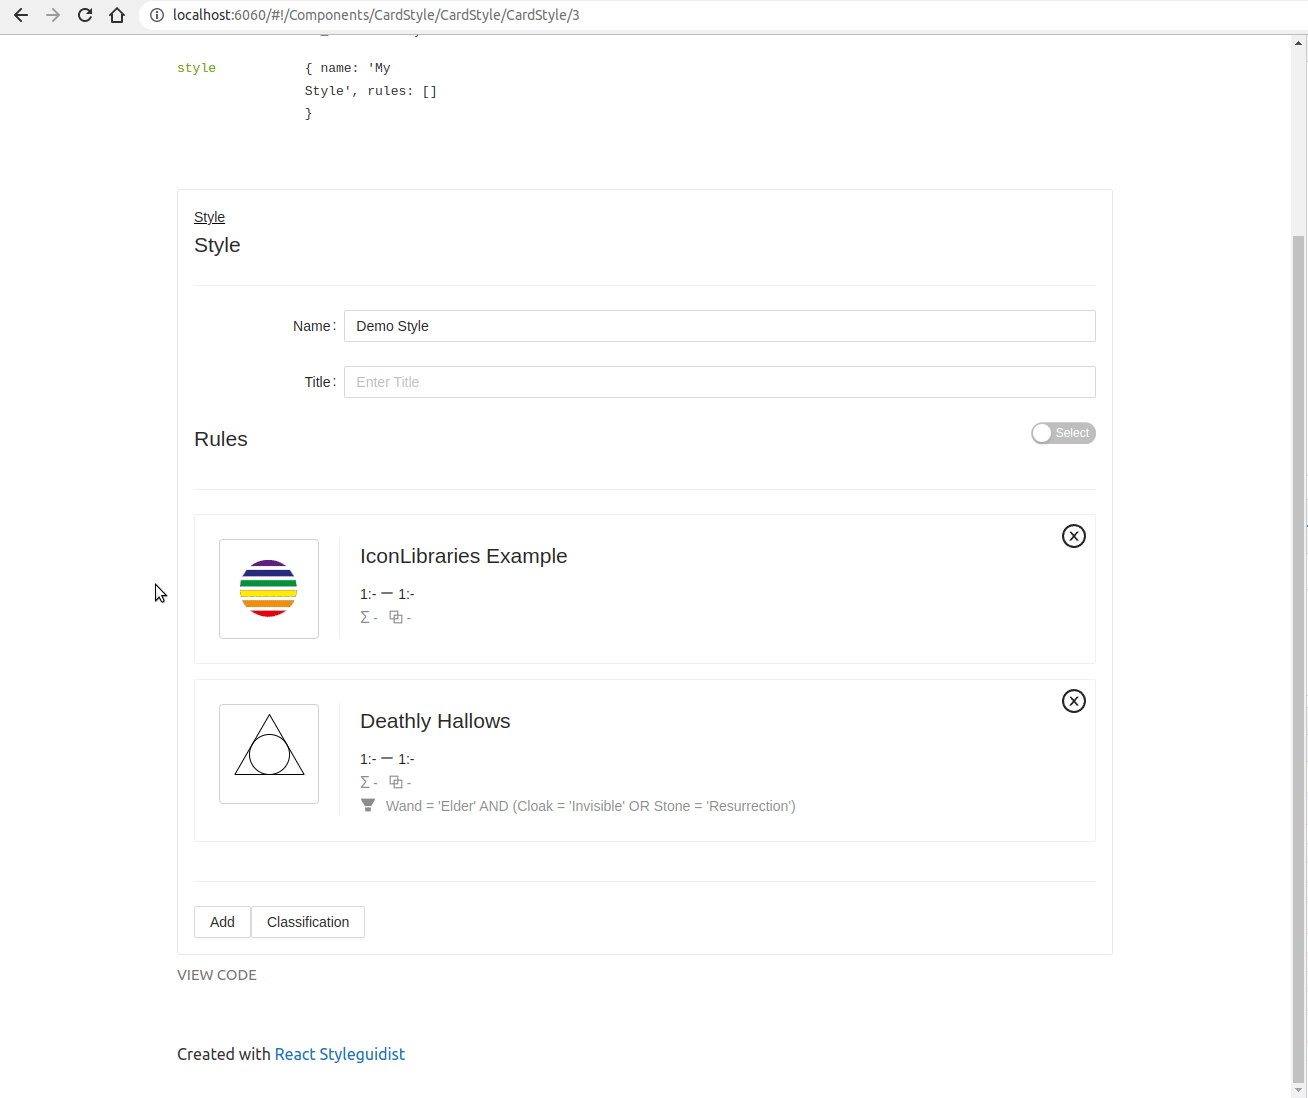 localhost:6060/#!/Components/CardStyle/CardStyle/CardStyle/3
style { name: 'My
Style', rules: []
}
Style
Style
Name: Demo Style
Title: Enter Title
Rules Select
IconLibraries Example
1:- — 1:-
Σ - -
Deathly Hallows
1:- — 1:-
Σ - -
Wand = 'Elder' AND (Cloak = 'Invisible' OR Stone = 'Resurrection')
Add Classification
VIEW CODE
Created with React Styleguidist